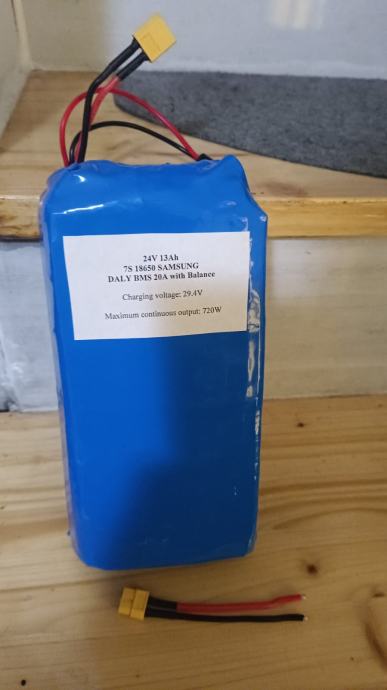 24V 13Ah
7S 18650 SAMSUNG
DALY BMS 20A with Balance
Charging voltage: 29.4V
Maximum continuous output: 720W